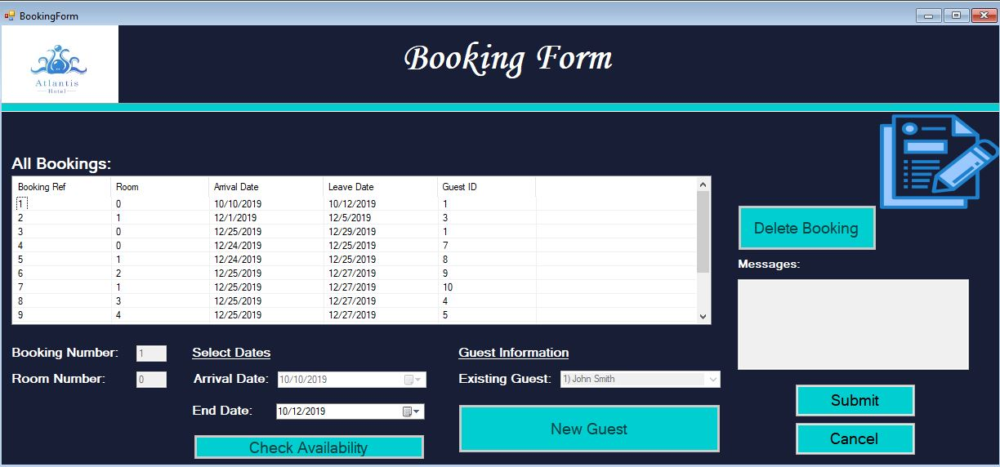 BookingForm
Atlantis
Hotel
Booking Form
All Bookings:
Booking Ref Room Arrival Date Leave Date Guest ID
1 0 10/10/2019 10/12/2019 1
2 1 12/1/2019 12/5/2019 3
3 0 12/25/2019 12/29/2019 1
4 0 12/24/2019 12/25/2019 7
5 1 12/24/2019 12/25/2019 8
6 2 12/25/2019 12/27/2019 9
7 1 12/25/2019 12/27/2019 10
8 3 12/25/2019 12/27/2019 4
9 4 12/25/2019 12/27/2019 5
Delete Booking
Messages:
Booking Number: 1 Select Dates Guest Information
Room Number: 0 Arrival Date: 10/10/2019 Existing Guest: 1) John Smith
End Date: 10/12/2019
New Guest
Check Availability
Submit
Cancel